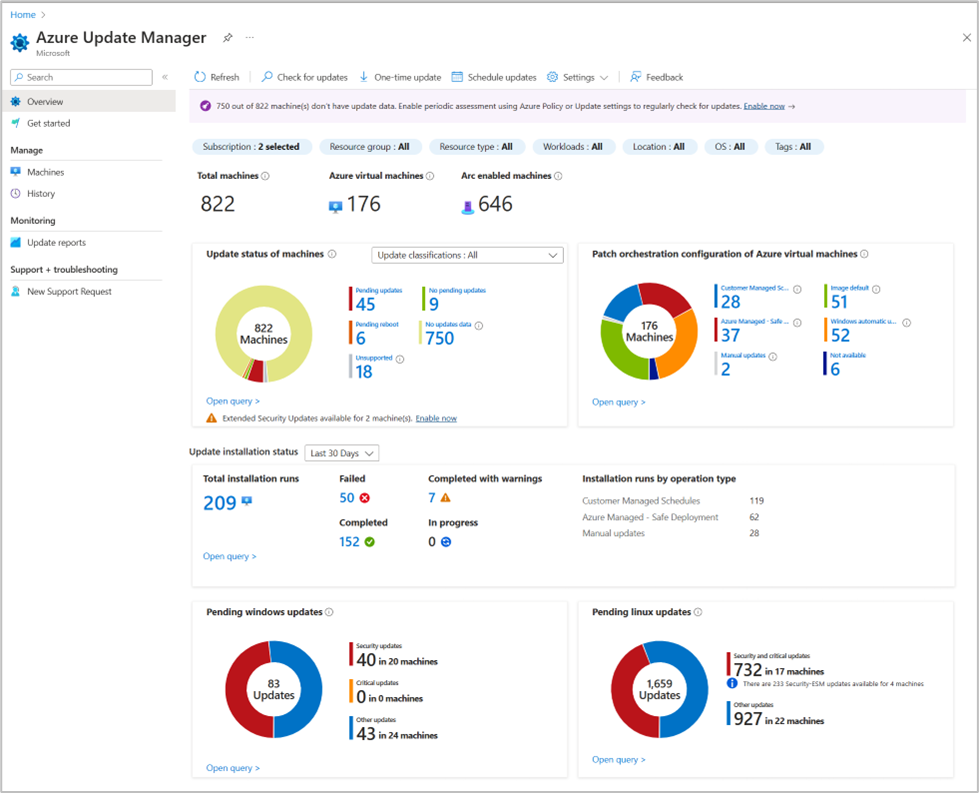 Home >
Azure Update Manager ...
Microsoft
Search «
Overview
Get started
Manage
Machines
History
Monitoring
Update reports
Support + troubleshooting
New Support Request
Refresh Check for updates One-time update Schedule updates Settings Feedback
750 out of 822 machine(s) don't have update data. Enable periodic assessment using Azure Policy or Update settings to regularly check for updates. Enable now →
Subscription : 2 selected Resource group : All Resource type : All Workloads : All Location : All OS : All Tags : All
Total machines Azure virtual machines Arc enabled machines
822 176 646
Update status of machines Update classifications : All
822
Machines
Pending updates No pending updates
45 9
Pending reboot No updates data
6 750
Unsupported
18
Open query >
Extended Security Updates available for 2 machine(s). Enable now
Patch orchestration configuration of Azure virtual machines
176
Machines
Customer Managed Sc... Image default
28 51
Azure Managed - Safe ... Windows automatic u...
37 52
Manual updates Not available
2 6
Open query >
Update installation status Last 30 Days
Total installation runs Failed Completed with warnings Installation runs by operation type
209 50 7
Customer Managed Schedules 119
Completed In progress Azure Managed - Safe Deployment 62
152 0 Manual updates 28
Open query >
Pending windows updates
83
Updates
Security updates
40 in 20 machines
Critical updates
0 in 0 machines
Other updates
43 in 24 machines
Open query >
Pending linux updates
1,659
Updates
Security and critical updates
732 in 17 machines
There are 233 Security-ESM updates available for 4 machines
Other updates
927 in 22 machines
Open query >